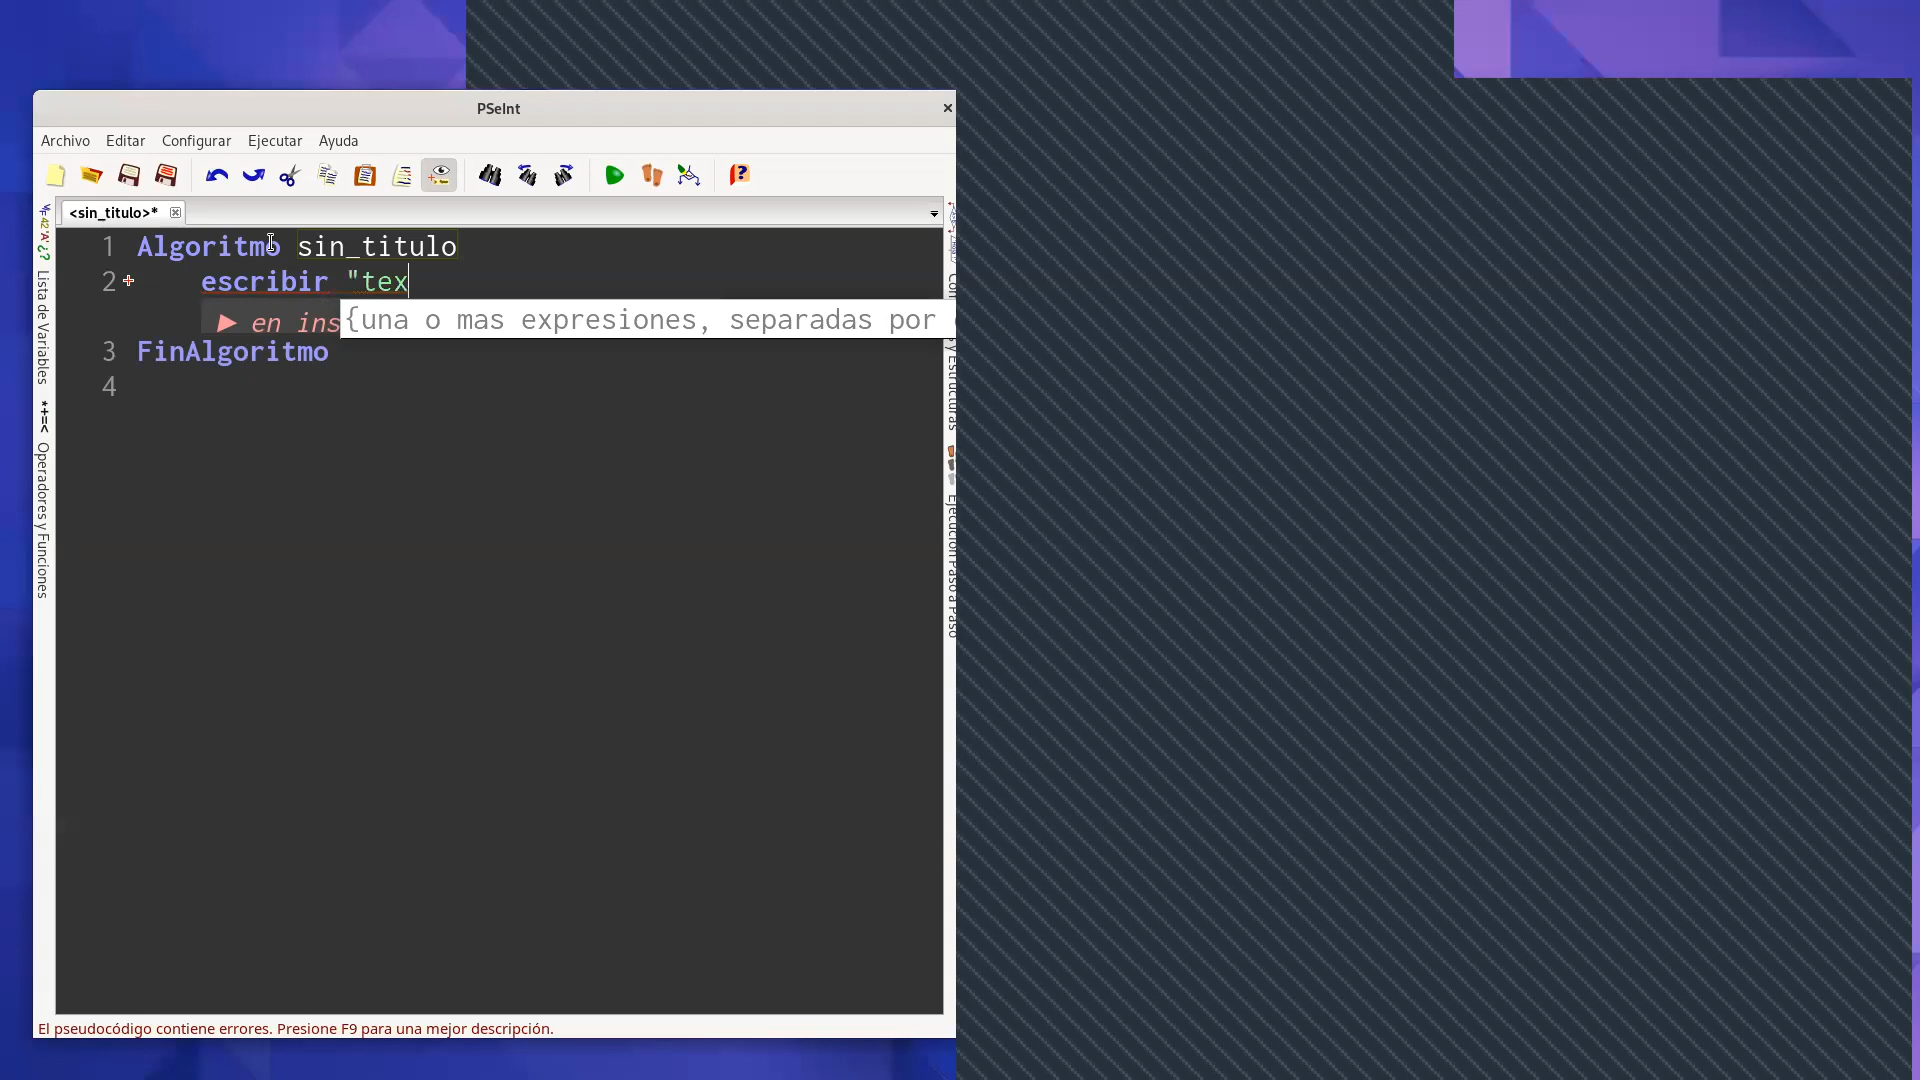 PSeInt
Archivo Editar Configurar Ejecutar Ayuda
<sin_titulo>*
1 Algoritmo sin_titulo
2 escribir "tex
en ins
{una o mas expresiones, separadas por
3 FinAlgoritmo
4
Lista de Variables
*+=< Operadores y Funciones
y Estructuras
Ejecución Paso a Paso
El pseudocódigo contiene errores. Presione F9 para una mejor descripción.